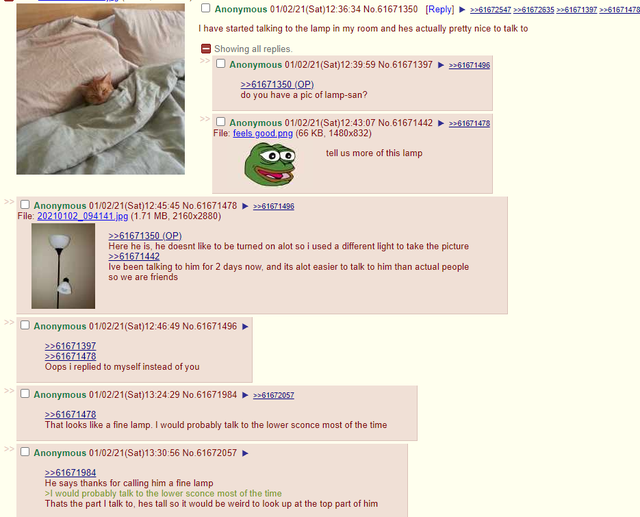 Anonymous 01/02/21(Sat)12:36:34 No.61671350 [Reply] ▶ >>61672547 >>61672635 >>61671397 >>61671478
I have started talking to the lamp in my room and hes actually pretty nice to talk to
Showing all replies.
>> Anonymous 01/02/21(Sat)12:39:59 No.61671397 ▶ >>61671496
>>61671350 (OP)
do you have a pic of lamp-san?
>> Anonymous 01/02/21(Sat)12:43:07 No.61671442 ▶ >>61671478
File: feels good.png (66 KB, 1480x832)
tell us more of this lamp
>> Anonymous 01/02/21(Sat)12:45:45 No.61671478 ▶ >>61671496
File: 20210102_094141.jpg (1.71 MB, 2160x2880)
>>61671350 (OP)
Here he is, he doesnt like to be turned on alot so i used a different light to take the picture
>>61671442
Ive been talking to him for 2 days now, and its alot easier to talk to him than actual people
so we are friends
>> Anonymous 01/02/21(Sat)12:46:49 No.61671496 ▶
>>61671397
>>61671478
Oops i replied to myself instead of you
>> Anonymous 01/02/21(Sat)13:24:29 No.61671984 ▶ >>61672057
>>61671478
That looks like a fine lamp. I would probably talk to the lower sconce most of the time
>> Anonymous 01/02/21(Sat)13:30:56 No.61672057 ▶
>>61671984
He says thanks for calling him a fine lamp
>I would probably talk to the lower sconce most of the time
Thats the part I talk to, hes tall so it would be weird to look up at the top part of him